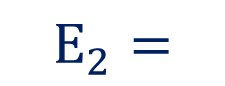 E₂ =